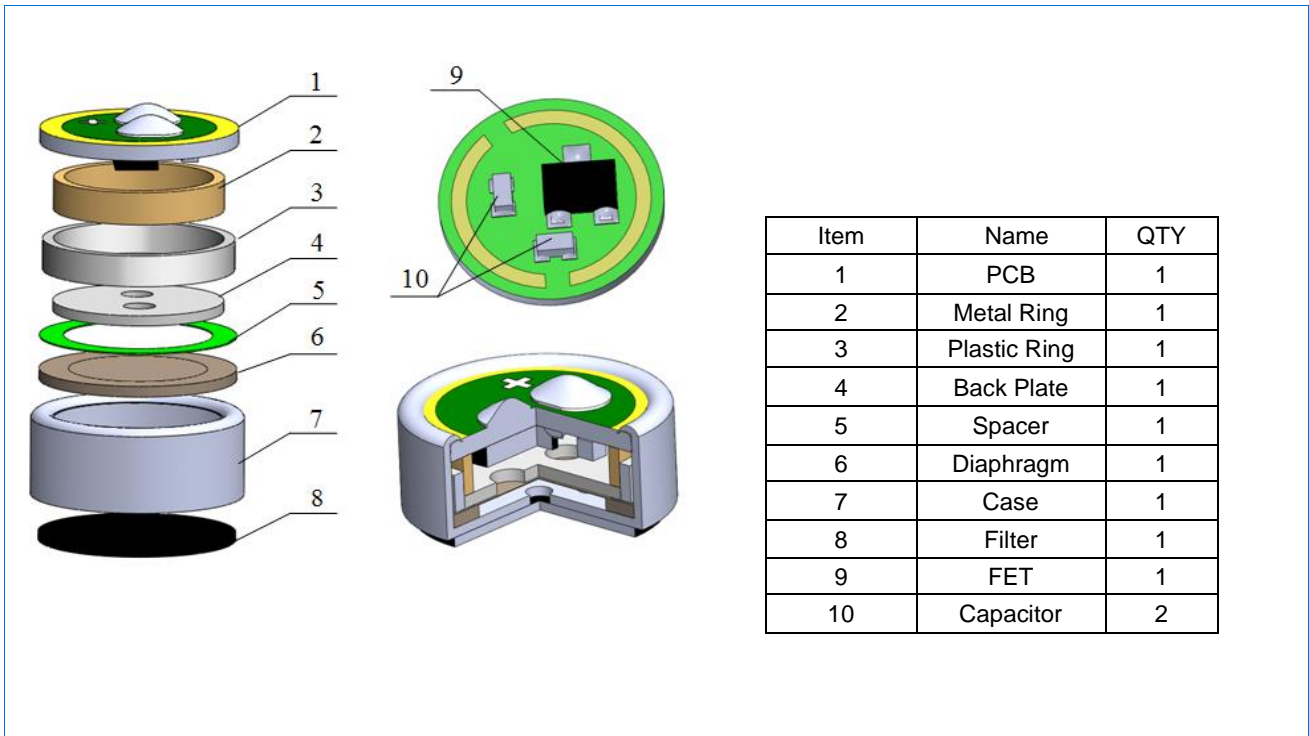 1
2
3
4
5
6
7
8
9
10
Item Name QTY
1 PCB 1
2 Metal Ring 1
3 Plastic Ring 1
4 Back Plate 1
5 Spacer 1
6 Diaphragm 1
7 Case 1
8 Filter 1
9 FET 1
10 Capacitor 2